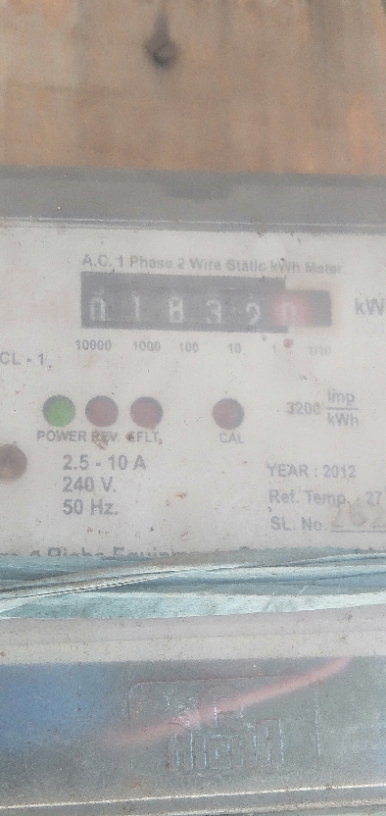 A.C. 1 Phase 2 Wire Static kWh Meter
0 1 8 3 2 0 kW
10000 1000 100 10 1 1/10
CL - 1
3200 imp/kWh
POWER REV. EFLT. CAL
2.5 - 10 A
240 V.
50 Hz.
YEAR : 2012
Ref. Temp. 27
SL. No.